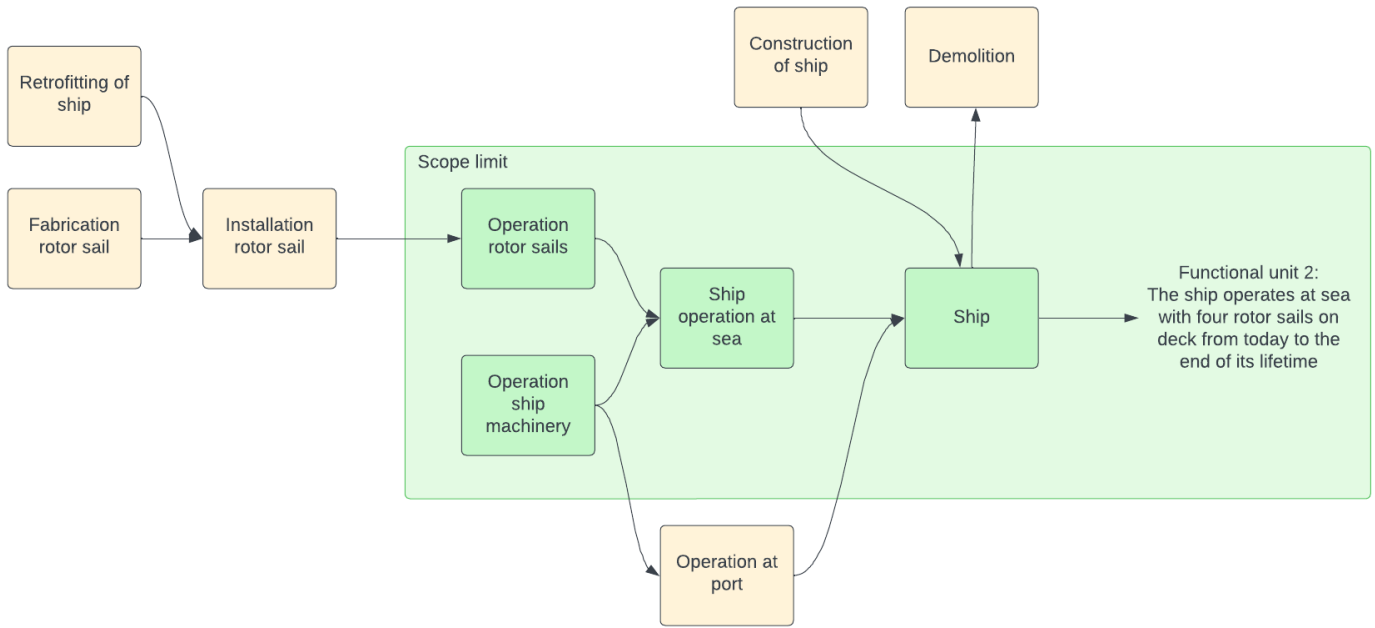 Construction
of ship
Demolition
Retrofitting of
ship
Scope limit
Fabrication
rotor sail
Installation
rotor sail
Operation
rotor sails
Ship
operation at
sea
Ship
Functional unit 2:
The ship operates at sea
with four rotor sails on
deck from today to the
end of its lifetime
Operation
ship
machinery
Operation at
port